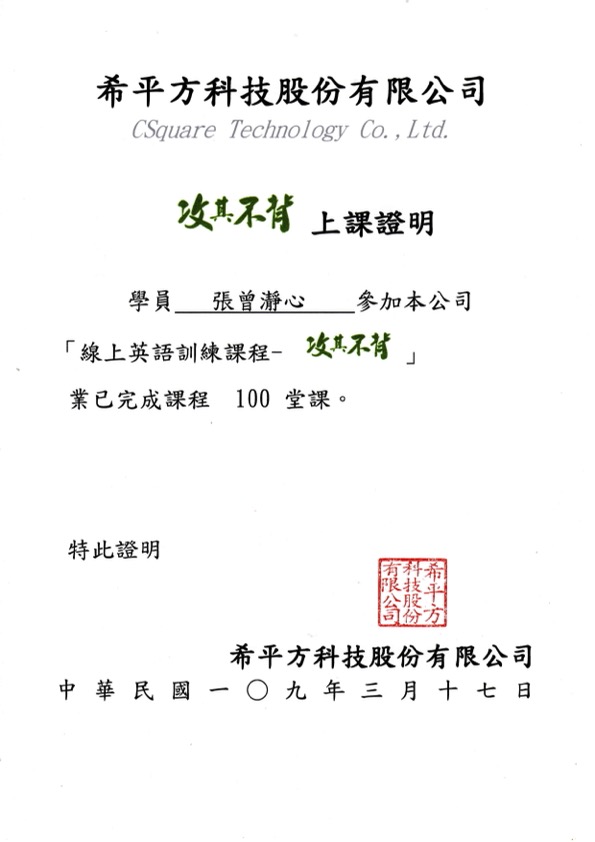 希平方科技股份有限公司
CSquare Technology Co.,Ltd.
攻其不背 上課證明
學員 張曾瀞心 參加本公司
「線上英語訓練課程- 攻其不背 」
業已完成課程 100 堂課。
特此證明
希平方
科技股份
有限公司
希平方科技股份有限公司
中華民國一〇九年三月十七日